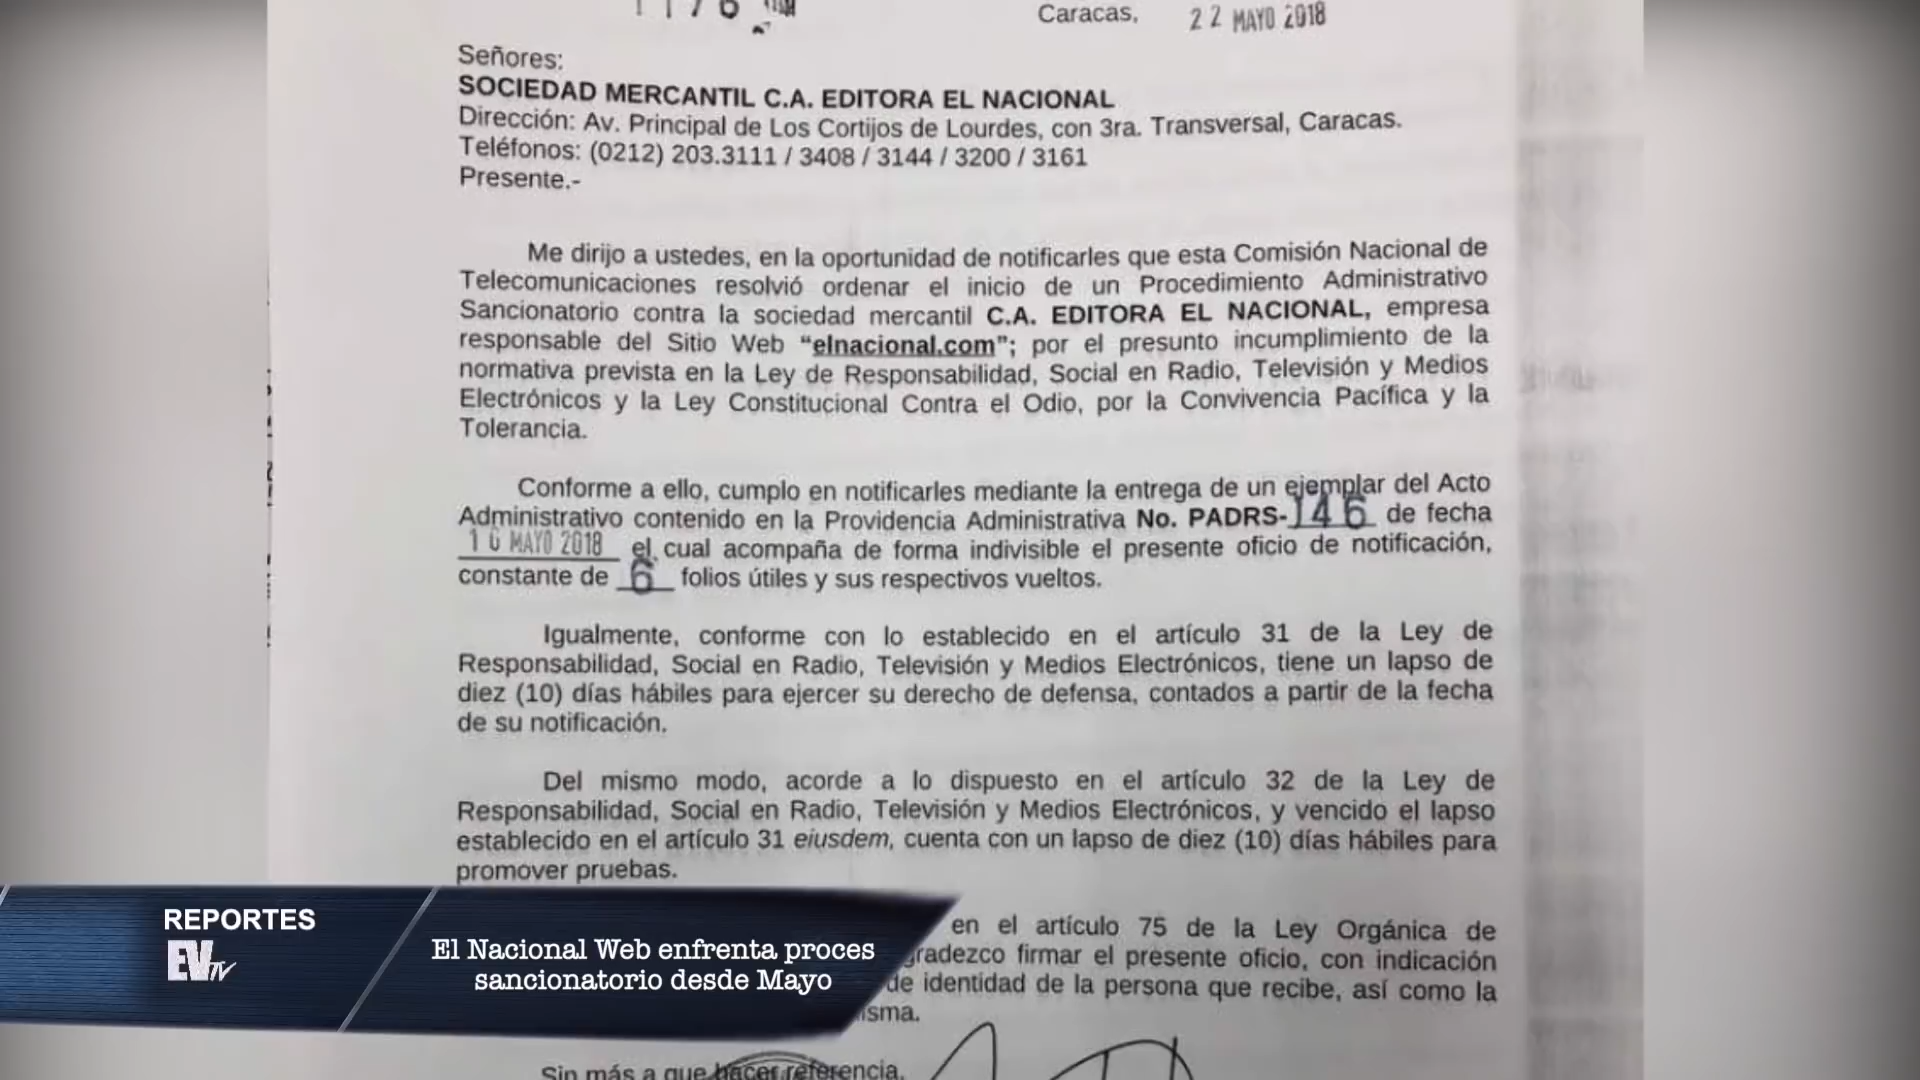 Caracas, 22 MAYO 2018
Señores:
SOCIEDAD MERCANTIL C.A. EDITORA EL NACIONAL
Dirección: Av. Principal de Los Cortijos de Lourdes, con 3ra. Transversal, Caracas.
Teléfonos: (0212) 203.3111 / 3408 / 3144 / 3200 / 3161
Presente.-
Me dirijo a ustedes, en la oportunidad de notificarles que esta Comisión Nacional de
Telecomunicaciones resolvió ordenar el inicio de un Procedimiento Administrativo
Sancionatorio contra la sociedad mercantil C.A. EDITORA EL NACIONAL, empresa
responsable del Sitio Web “elnacional.com”; por el presunto incumplimiento de la
normativa prevista en la Ley de Responsabilidad, Social en Radio, Televisión y Medios
Electrónicos y la Ley Constitucional Contra el Odio, por la Convivencia Pacífica y la
Tolerancia.
Conforme a ello, cumplo en notificarles mediante la entrega de un ejemplar del Acto
Administrativo contenido en la Providencia Administrativa No. PADRS-146 de fecha
16 MAYO 2018 el cual acompaña de forma indivisible el presente oficio de notificación,
constante de 6 folios útiles y sus respectivos vueltos.
Igualmente, conforme con lo establecido en el artículo 31 de la Ley de
Responsabilidad, Social en Radio, Televisión y Medios Electrónicos, tiene un lapso de
diez (10) días hábiles para ejercer su derecho de defensa, contados a partir de la fecha
de su notificación.
Del mismo modo, acorde a lo dispuesto en el artículo 32 de la Ley de
Responsabilidad, Social en Radio, Televisión y Medios Electrónicos, y vencido el lapso
establecido en el artículo 31 eiusdem, cuenta con un lapso de diez (10) días hábiles para
promover pruebas.
en el artículo 75 de la Ley Orgánica de
gradezco firmar el presente oficio, con indicación
de identidad de la persona que recibe, así como la
isma.
Sin más a que hacer referencia,
REPORTES
EVTV
El Nacional Web enfrenta proces
sancionatorio desde Mayo